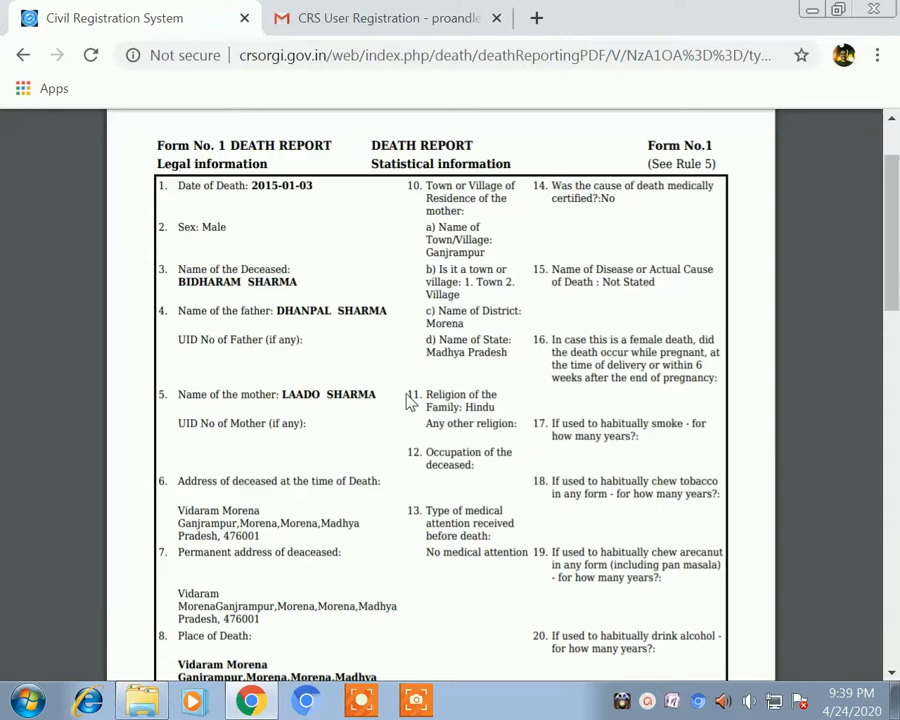 Civil Registration System
CRS User Registration - proandle
Not secure
crsorgi.gov.in/web/index.php/death/deathReportingPDF/V/NzA1OA%3D%3D/ty...
Apps
Form No. 1 DEATH REPORT
Legal information
DEATH REPORT
Statistical information
Form No.1
(See Rule 5)
1. Date of Death: 2015-01-03
2. Sex: Male
3. Name of the Deceased:
BIDHARAM SHARMA
4. Name of the father: DHANPAL SHARMA
UID No of Father (if any):
5. Name of the mother: LAADO SHARMA
UID No of Mother (if any):
6. Address of deceased at the time of Death:
Vidaram Morena
Ganjrampur,Morena,Morena,Madhya
Pradesh, 476001
7. Permanent address of deaceased:
Vidaram
MorenaGanjrampur,Morena,Morena,Madhya
Pradesh, 476001
8. Place of Death:
Vidaram Morena
Ganjrampur,Morena,Morena,Madhya
10. Town or Village of
Residence of the
mother:
a) Name of
Town/Village:
Ganjrampur
b) Is it a town or
village: 1. Town 2.
Village
c) Name of District:
Morena
d) Name of State:
Madhya Pradesh
11. Religion of the
Family: Hindu
Any other religion:
12. Occupation of the
deceased:
13. Type of medical
attention received
before death:
No medical attention
14. Was the cause of death medically
certified?:No
15. Name of Disease or Actual Cause
of Death : Not Stated
16. In case this is a female death, did
the death occur while pregnant, at
the time of delivery or within 6
weeks after the end of pregnancy:
17. If used to habitually smoke - for
how many years?:
18. If used to habitually chew tobacco
in any form - for how many years?:
19. If used to habitually chew arecanut
in any form (including pan masala)
- for how many years?:
20. If used to habitually drink alcohol -
for how many years?:
9:39 PM
4/24/2020